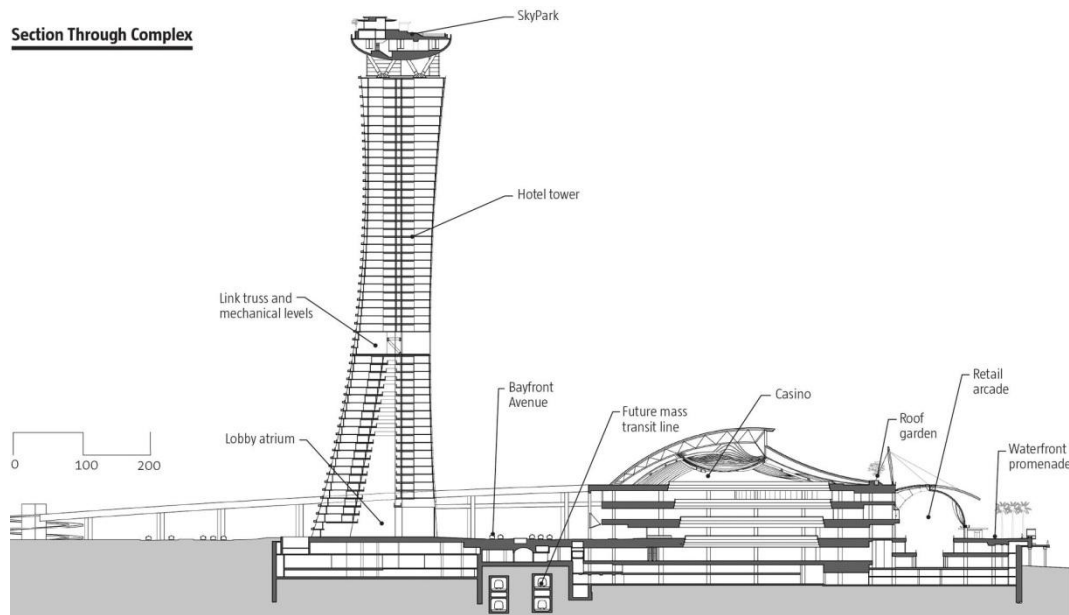 SkyPark
Section Through Complex
Hotel tower
Link truss and
mechanical levels
Bayfront
Avenue
Future mass
transit line
Casino
Retail
arcade
Roof
garden
Lobby atrium
Waterfront
promenade
0 100 200